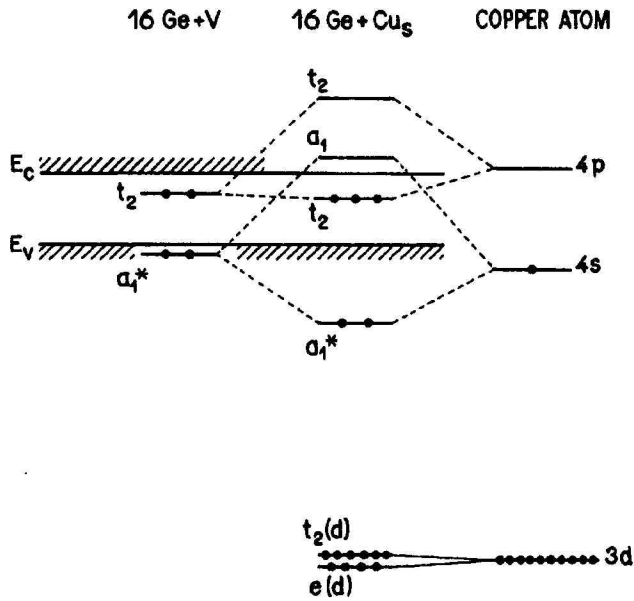 16 Ge+V 16 Ge+Cus COPPER ATOM
t2
a1
Ec
t2 t2 4p
Ev
a1* 4s
a1*
t2(d)
3d
e(d)